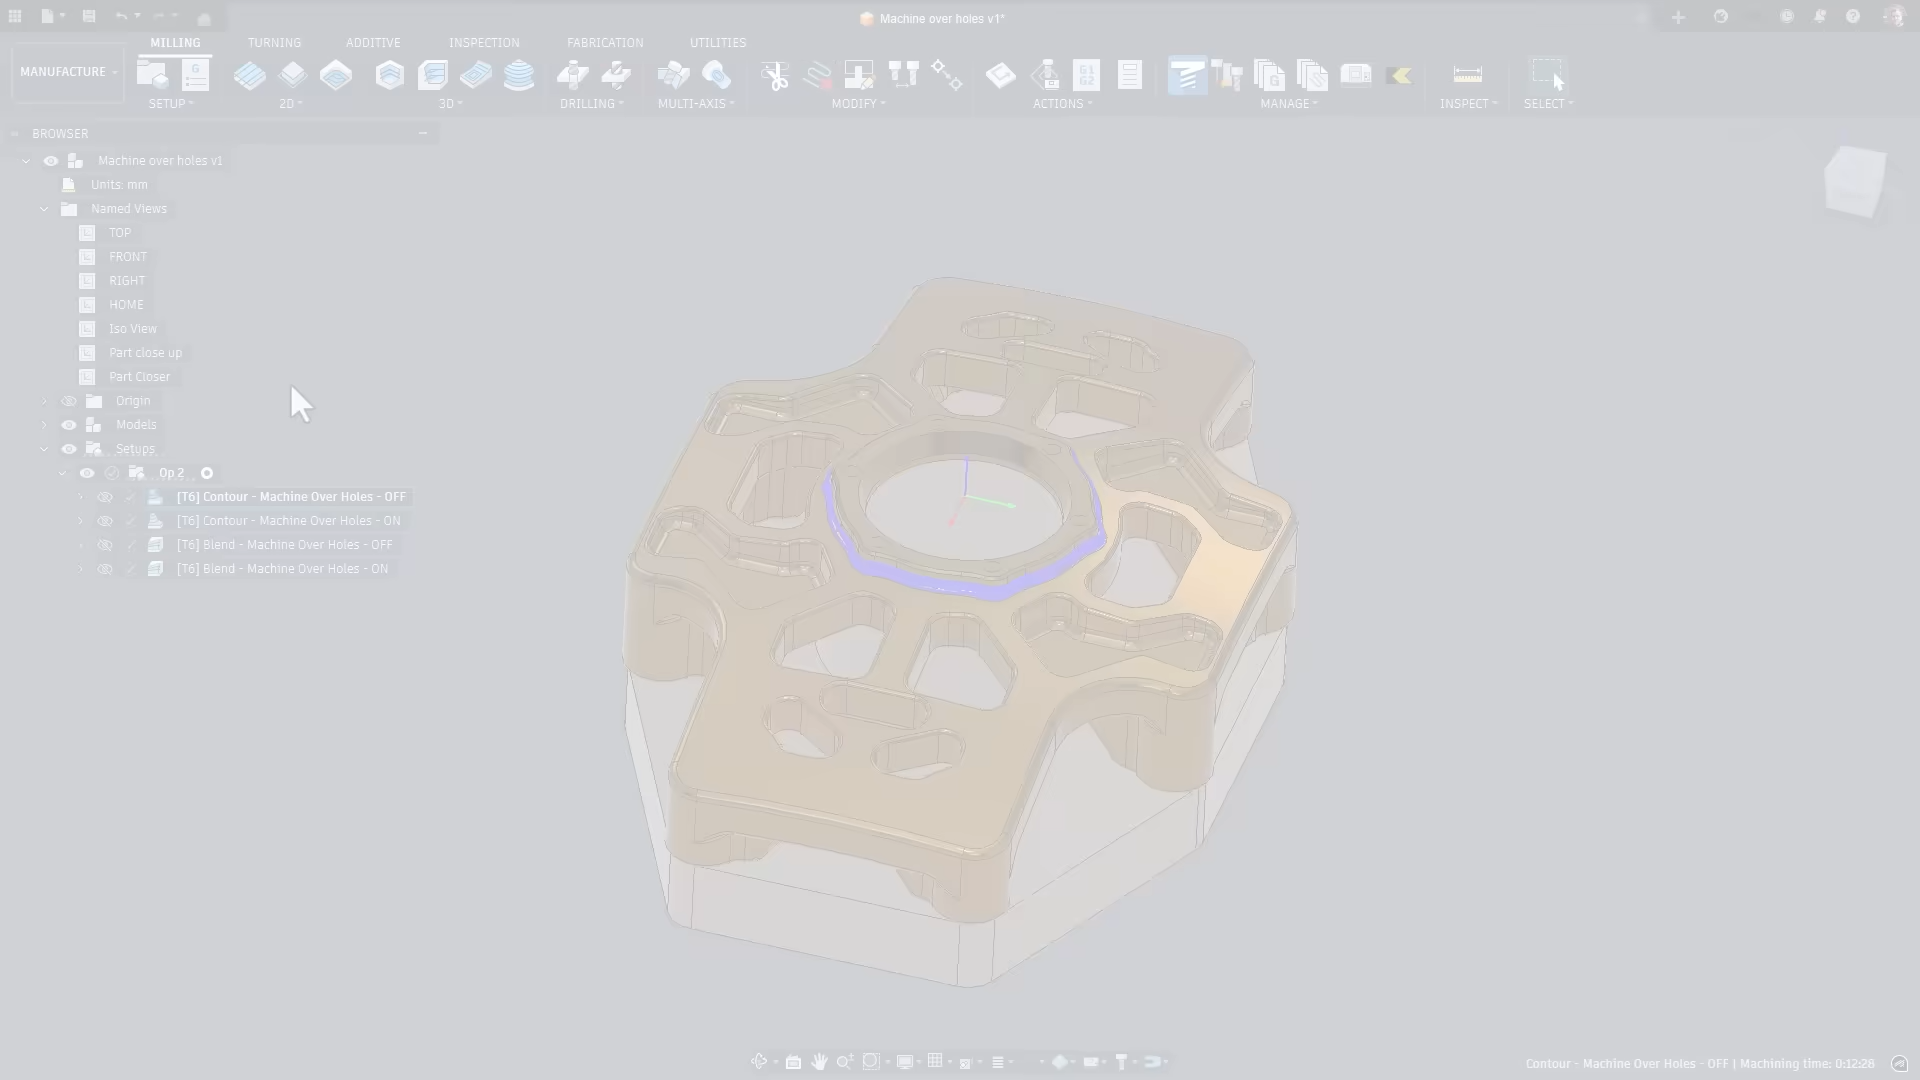 Machine over holes v1*
MILLING TURNING ADDITIVE INSPECTION FABRICATION UTILITIES
MANUFACTURE
G G1 G2 G
SETUP 2D 3D DRILLING MULTI-AXIS MODIFY ACTIONS MANAGE INSPECT SELECT
BROWSER
Machine over holes v1
Units: mm
Named Views
TOP
FRONT
RIGHT
HOME
Iso View
Part close up
Part Closer
Origin
Models
Setups
Op 2
[T6] Contour - Machine Over Holes - OFF
[T6] Contour - Machine Over Holes - ON
[T6] Blend - Machine Over Holes - OFF
[T6] Blend - Machine Over Holes - ON
Contour - Machine Over Holes - OFF | Machining time: 0:12:28